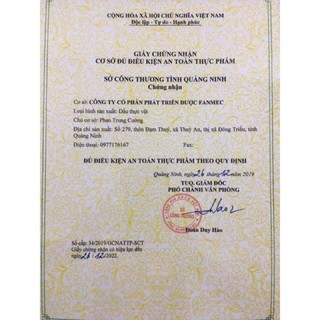 CỘNG HÒA XÃ HỘI CHỦ NGHĨA VIỆT NAM
Độc lập - Tự do - Hạnh phúc
GIẤY CHỨNG NHẬN
CƠ SỞ ĐỦ ĐIỀU KIỆN AN TOÀN THỰC PHẨM
SỞ CÔNG THƯƠNG TỈNH QUẢNG NINH
Chứng nhận
Cơ sở: CÔNG TY CỔ PHẦN PHÁT TRIỂN DƯỢC FANMEC
Loại hình sản xuất: Dầu thực vật
Chủ cơ sở: Phan Trung Cường
Địa chỉ sản xuất: Số 279, thôn Đạm Thuỷ, xã Thuỷ An, thị xã Đông Triều, tỉnh
Quảng Ninh
Điện thoại: 0977176167 Fax:
ĐỦ ĐIỀU KIỆN AN TOÀN THỰC PHẨM THEO QUY ĐỊNH
Quảng Ninh, ngày 26 tháng 12 năm 2019
TUQ. GIÁM ĐỐC
PHÓ CHÁNH VĂN PHÒNG
Đoàn Duy Hào
Số cấp: 34/2019/GCNATTP-SCT
Giấy chứng nhận có hiệu lực đến
ngày 26/12/2022.